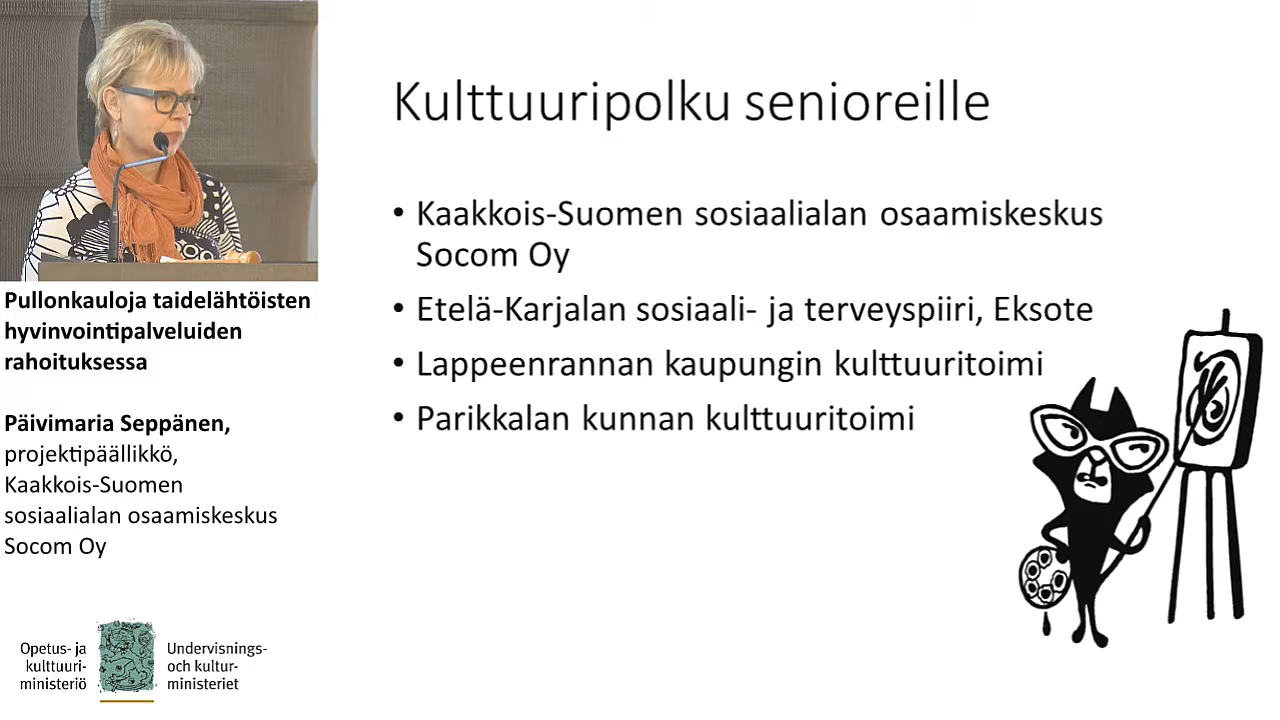 Kulttuuripolku senioreille
• Kaakkois-Suomen sosiaalialan osaamiskeskus
Socom Oy
• Etelä-Karjalan sosiaali- ja terveyspiiri, Eksote
• Lappeenrannan kaupungin kulttuuritoimi
• Parikkalan kunnan kulttuuritoimi
Pullonkauloja taidelähtöisten
hyvinvointipalveluiden
rahoituksessa
Päivimaria Seppänen,
projektipäällikkö,
Kaakkois-Suomen
sosiaalialan osaamiskeskus
Socom Oy
Opetus- ja
kulttuuri-
ministeriö
Undervisnings-
och kultur-
ministeriet